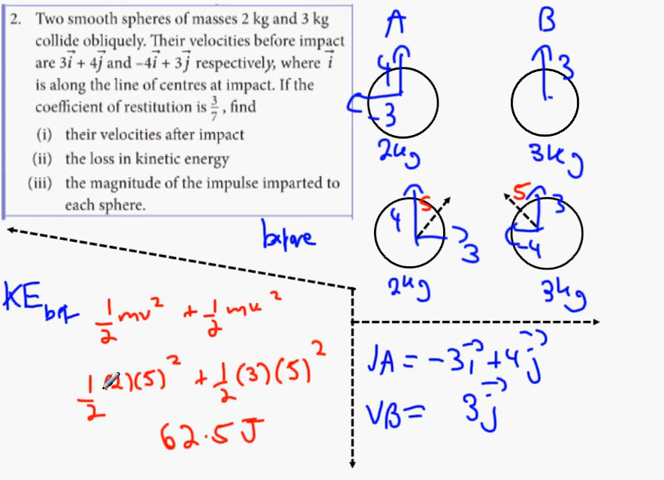 2. Two smooth spheres of masses 2 kg and 3 kg
collide obliquely. Their velocities before impact
are 3i⃗ + 4j⃗ and –4i⃗ + 3j⃗ respectively, where i⃗
is along the line of centres at impact. If the
coefficient of restitution is 3/7, find
(i) their velocities after impact
(ii) the loss in kinetic energy
(iii) the magnitude of the impulse imparted to
each sphere.
A B
4 3
-3
2kg 3kg
before
4 5 3
5 3 -4
2kg 3kg
KE bef 1/2 mv² + 1/2 mu²
1/2 (2)(5)² + 1/2 (3)(5)²
62.5 J
VA = -3i⃗ + 4j⃗
VB = 3j⃗